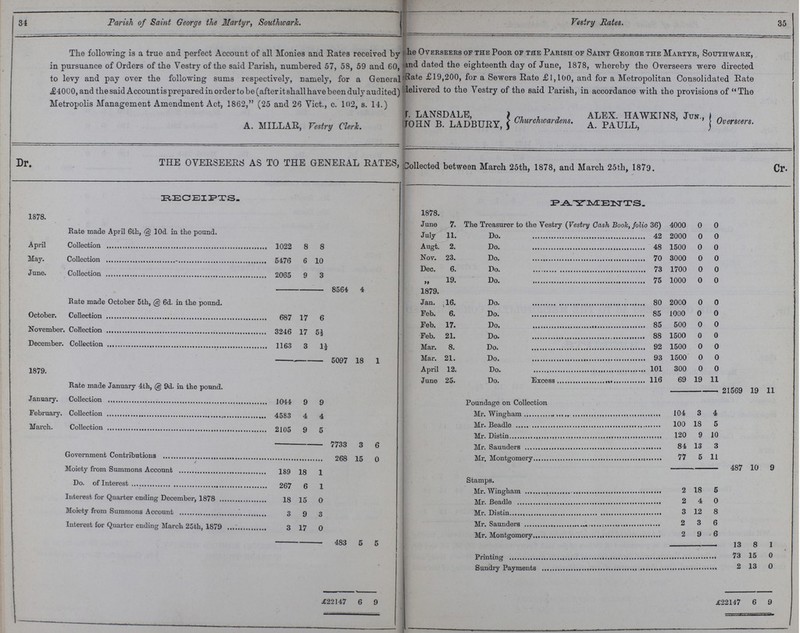 34 Parish of Saint George the Martyr, Southwark.
The following is a true and perfect Account of all Monies and Rates received by
in pursuance of Orders of the Vestry of the said Parish, numbered 57, 58, 59 and 60,
to levy and pay over the following sums respectively, namely, for a General
£4000, and the said Account is prepared in order to be (after it shall have been duly audited)
Metropolis Management Amendment Act, 1862," (25 and 26 Vict., c. 102, s. 14.)
A. MILLAR, Vestry Clerk.
Dr. THE OVERSEERS AS TO THE GENERAL RATES,
RECEIPTS.
1878.
Rate made April 6th, @ 10d. in the pound.
April Collection 1022 8 8
May. Collection 5476 6 10
June. Collection 2065 9 3
8564 4
Rate made October 5th, @ 6d. in the pound.
October. Collection 687 17 6
November. Collection 3246 17 5½
December. Collection 1163 3 1½
5097 18 1
1879.
Rate made January 4th, @ 9d. in the pound.
January. Collection 1044 9 9
February. Collection 4583 4 4
March. Collection 2105 9 5
7733 3 6
Government Contributions 268 15 0
Moiety from Summons Account 189 18 1
Do. of Interest 267 6 1
Interest for Quarter ending December, 1878 18 15 0
Moiety from Summons Account 3 9 3
Interest for Quarter ending March 25th, 1879 3 17 0
483 5 5
£22147 6 9
Vestry Rates. 35
he OVERSEERS OF THE POOR OF THE PARISH OF SAINT GEORGE THE MARTYR, SOUTHWARK,
and dated the eighteenth day of June, 1878, whereby the Overseers were directed
Rate £19,200, for a Sewers Rate £1,100, and for a Metropolitan Consolidated Rate
delivered to the Vestry of the said Parish, in accordance with the provisions of "The
T. LANSDALE, JOHN B. LADBURY, } Churchwardens. ALEX. HAWKINS, JUN., A. PAULL, } Overseers.
Collected between March 25th, 1878, and March 25th, 1879. Cr.
PAYMENTS.
1878.
June 7. The Treasurer to the Vestry (Vestry Cash Book, folio 36) 4000 0 0
July 11. Do. 42 2000 0 0
Augt. 2. Do. 48 1500 0 0
Nov. 23. Do. 70 3000 0 0
Dec. 6. Do. 73 1700 0 0
„ 19. Do. 75 1000 0 0
1879.
Jan. 16. Do. 80 2000 0 0
Feb. 6. Do. 85 1000 0 0
Feb. 17. Do. 85 500 0 0
Feb. 21. Do. 88 1500 0 0
Mar. 8. Do. 92 1500 0 0
Mar. 21. Do. 93 1500 0 0
April 12. Do. 101 300 0 0
June 25. Do. Excess 116 69 19 11
21569 19 11
Poundage on Collection
Mr. Wingham 104 3 4
Mr. Beadle 100 18 5
Mr. Distin 120 9 10
Mr. Saunders 84 13 3
Mr. Montgomery 77 5 11
487 10 9
Stamps.
Mr. Wingham 2 18 5
Mr. Beadle 2 4 0
Mr. Distin 3 12 8
Mr. Saunders 2 3 6
Mr. Montgomery 2 9 6
13 8 1
Printing 73 15 0
Sundry Payments 2 13 0
£22147 6 9